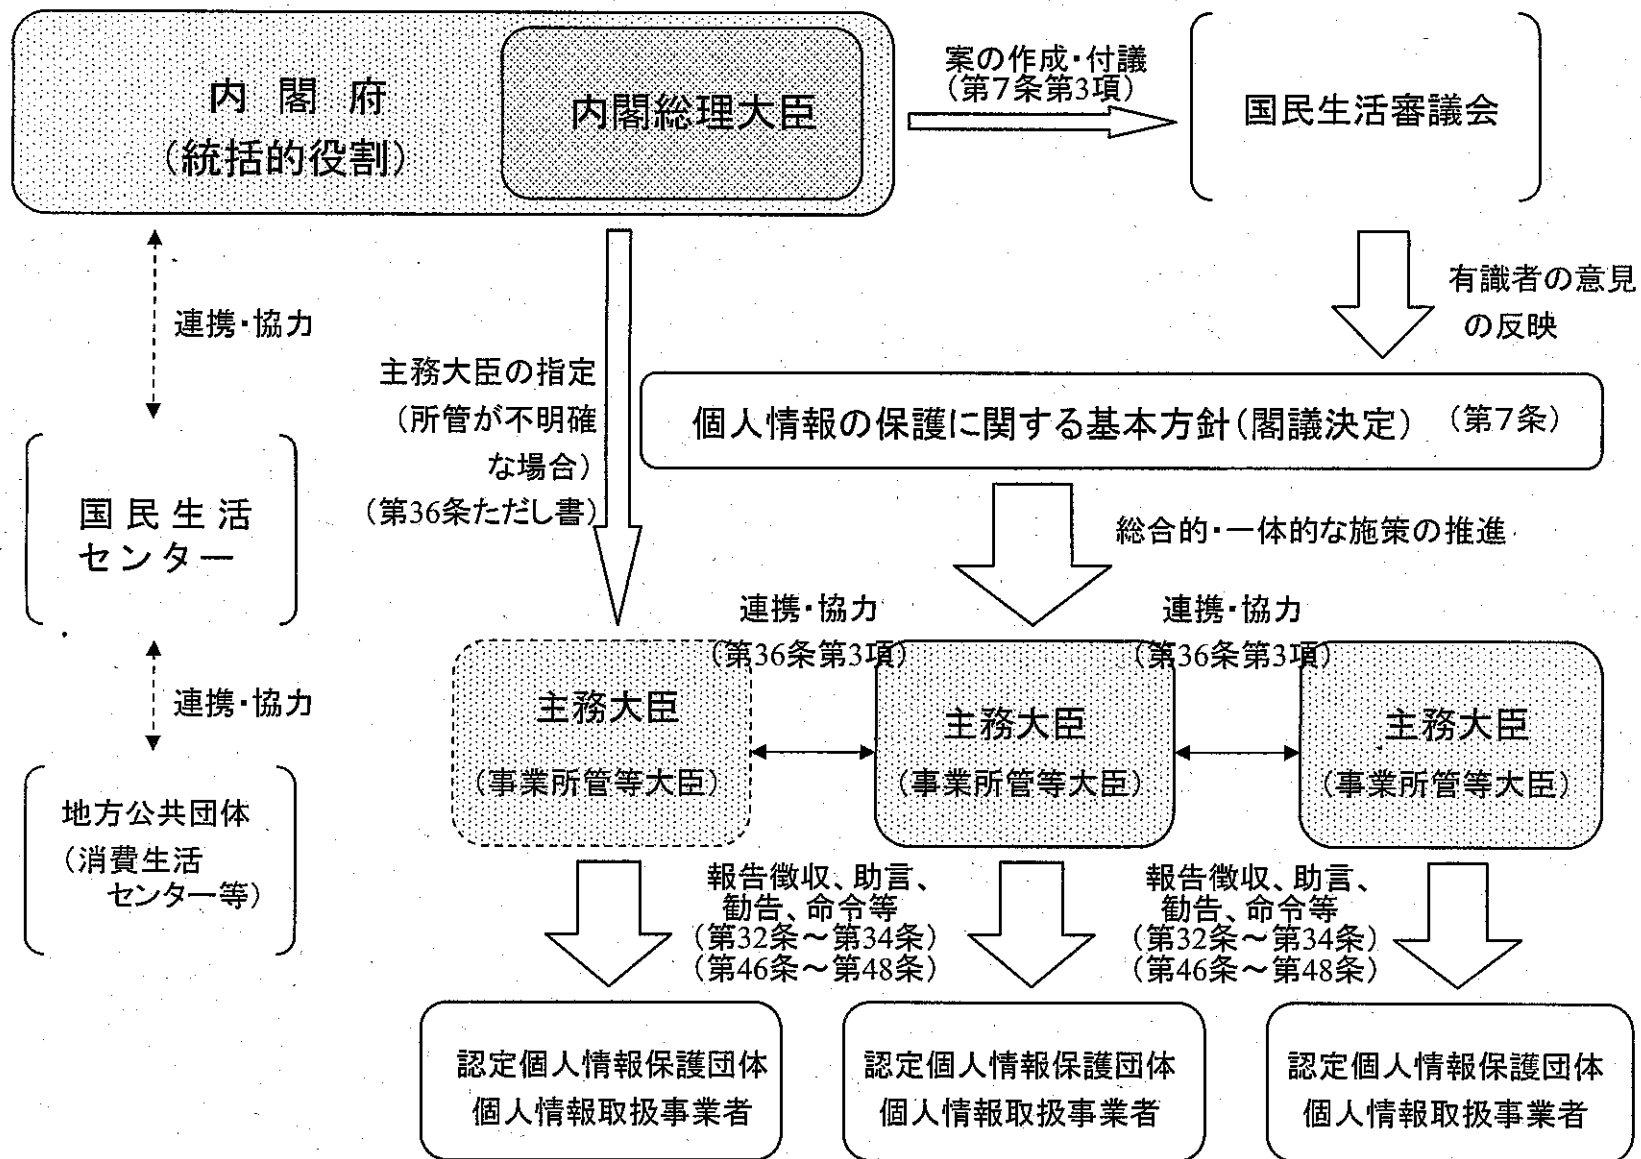 内 閣 府
(統括的役割)
内閣総理大臣
案の作成・付議
(第7条第3項)
国民生活審議会
有識者の意見
の反映
連携・協力
主務大臣の指定
(所管が不明確
な場合)
(第36条ただし書)
個人情報の保護に関する基本方針(閣議決定) (第7条)
総合的・一体的な施策の推進
国 民 生 活
センター
連携・協力
地方公共団体
(消費生活
センター等)
連携・協力
(第36条第3項)
連携・協力
(第36条第3項)
主務大臣
(事業所管等大臣)
主務大臣
(事業所管等大臣)
主務大臣
(事業所管等大臣)
報告徴収、助言、
勧告、命令等
(第32条~第34条)
(第46条~第48条)
報告徴収、助言、
勧告、命令等
(第32条~第34条)
(第46条~第48条)
認定個人情報保護団体
個人情報取扱事業者
認定個人情報保護団体
個人情報取扱事業者
認定個人情報保護団体
個人情報取扱事業者